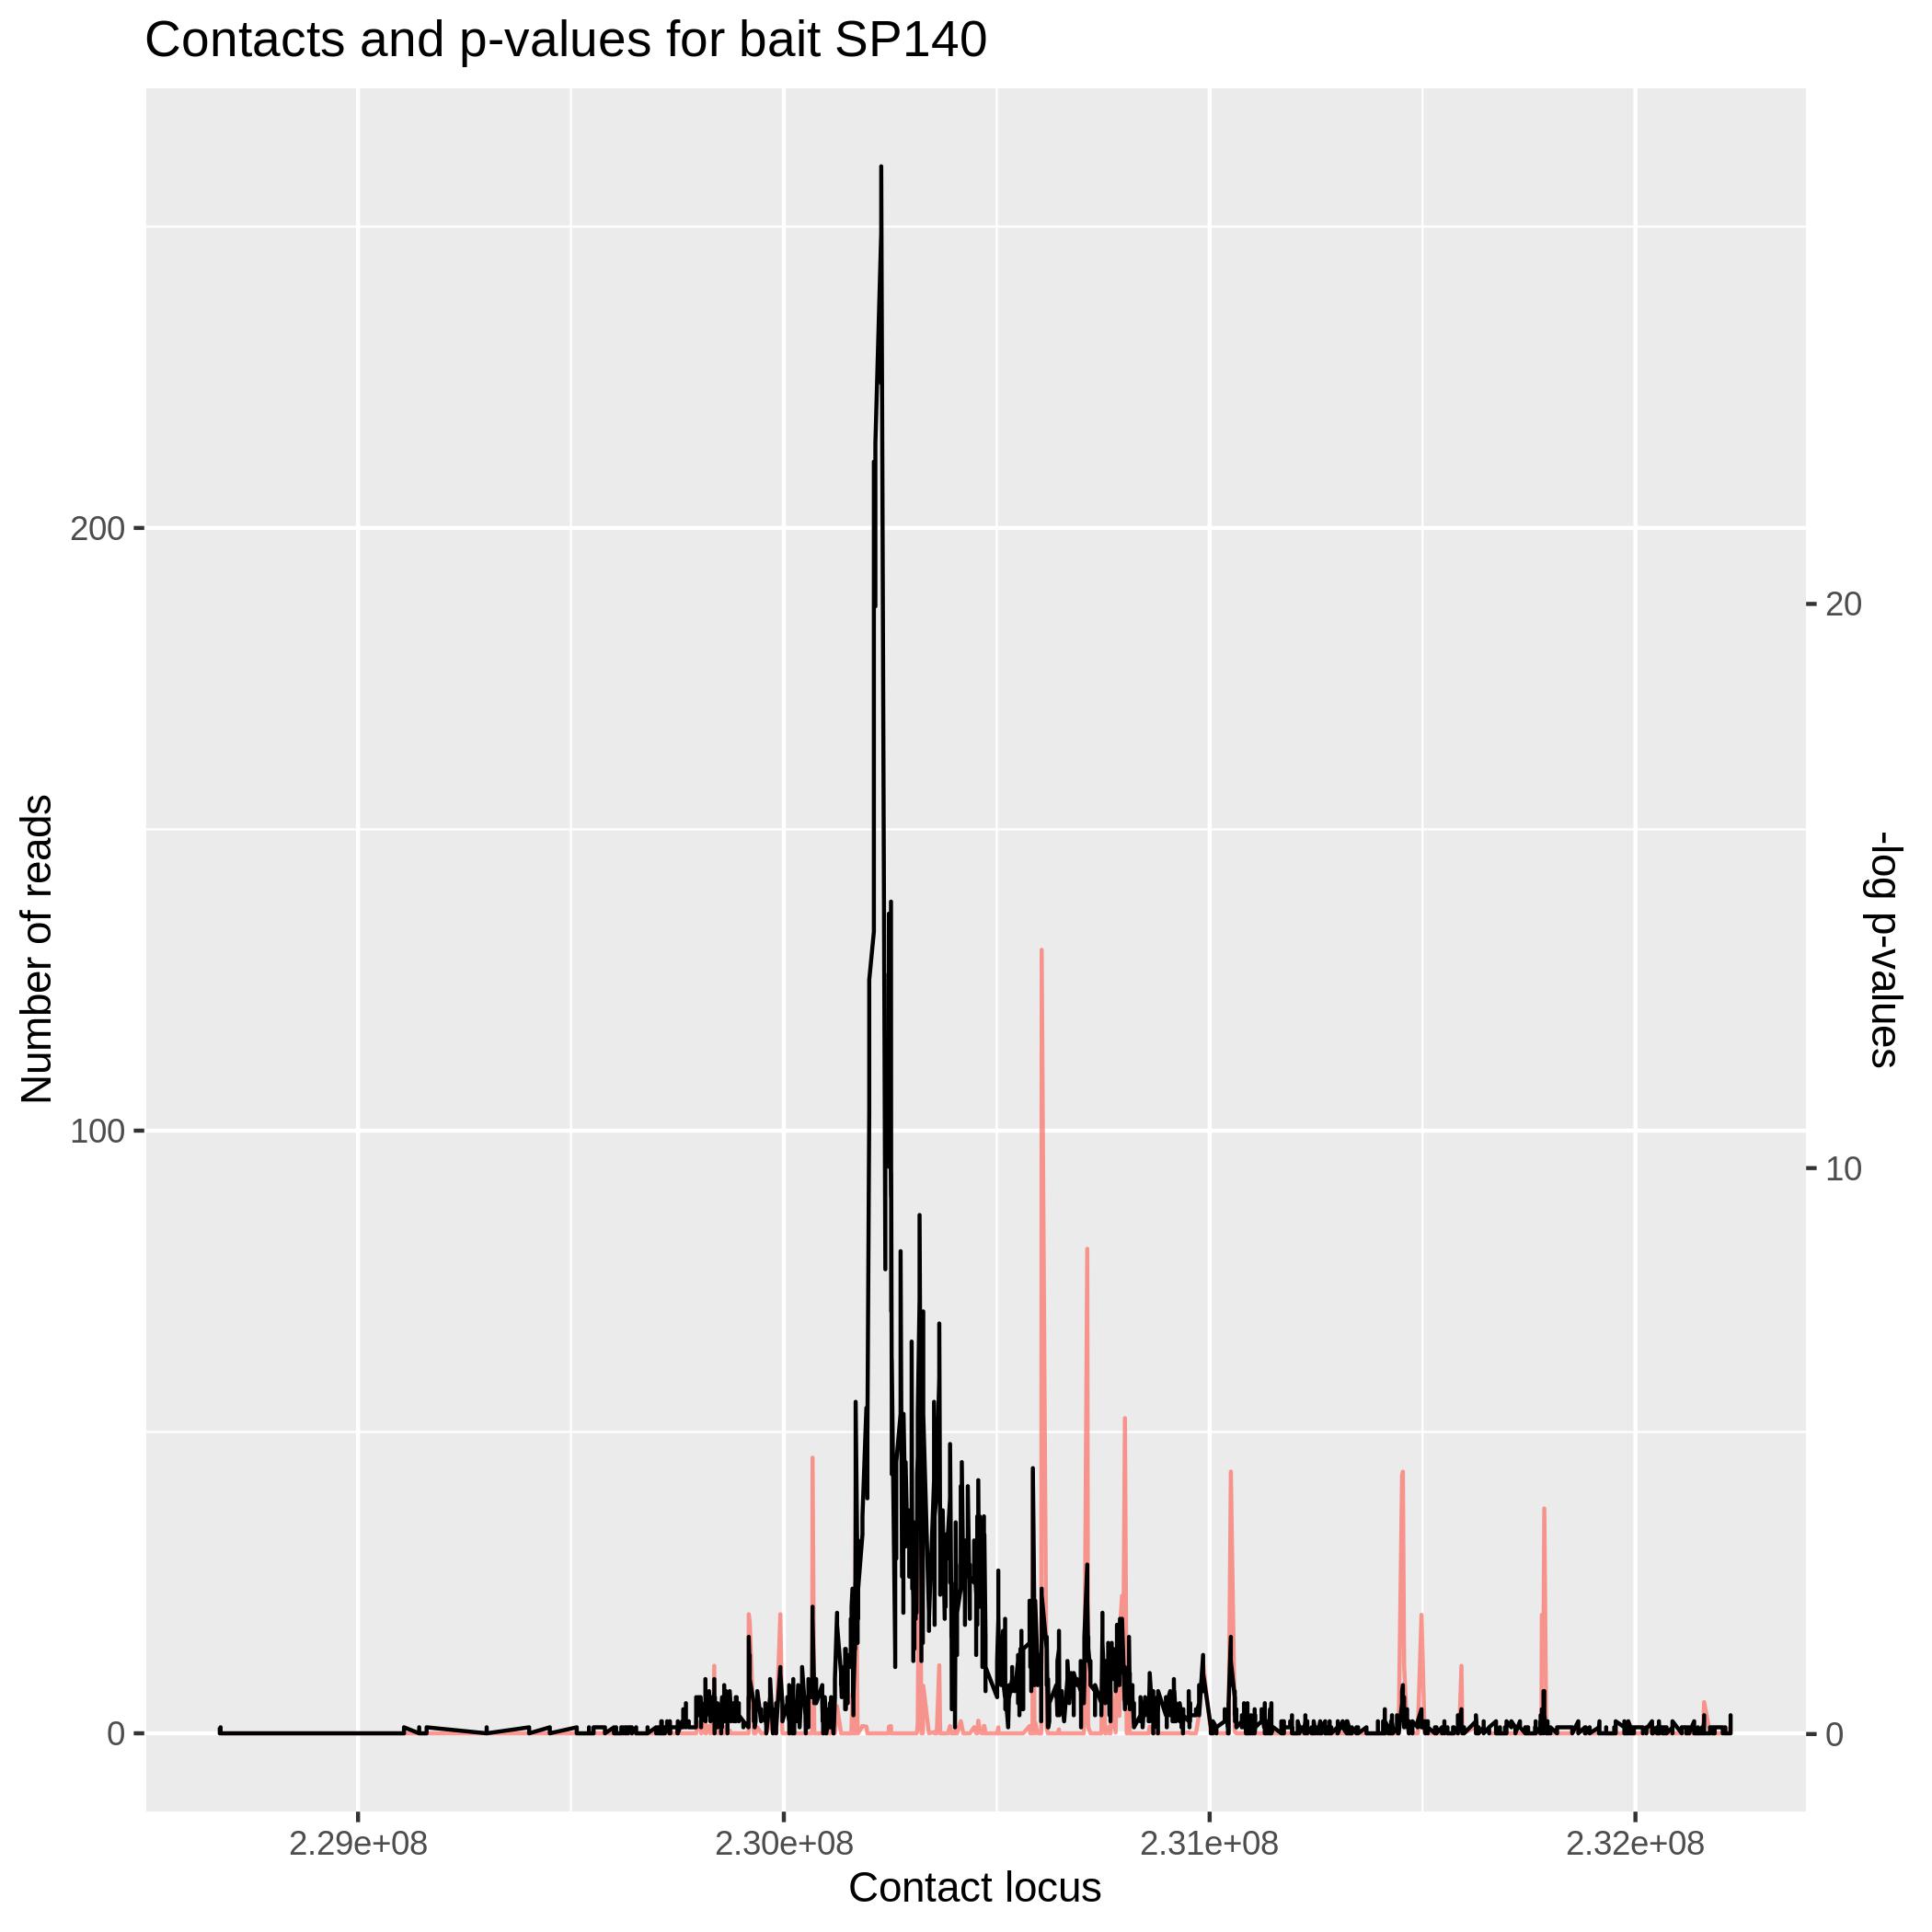 Contacts and p-values for bait SP140
Number of reads
200
100
0
-log p-values
20
10
0
2.29e+08
2.30e+08
2.31e+08
2.32e+08
Contact locus